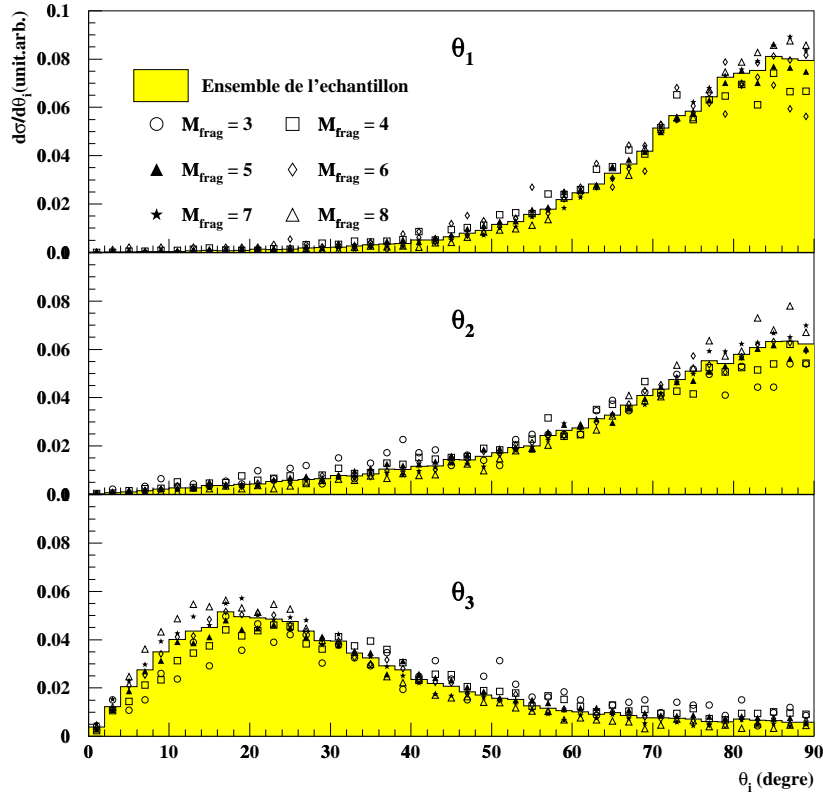 dσ/dθi(unit.arb.)
0.1
0.08
0.06
0.04
0.02
0.0
θ1
Ensemble de l'echantillon
Mfrag = 3
Mfrag = 4
Mfrag = 5
Mfrag = 6
Mfrag = 7
Mfrag = 8
0.08
0.06
0.04
0.02
0.0
θ2
0.08
0.06
0.04
0.02
0
θ3
0 10 20 30 40 50 60 70 80 90
θi (degre)